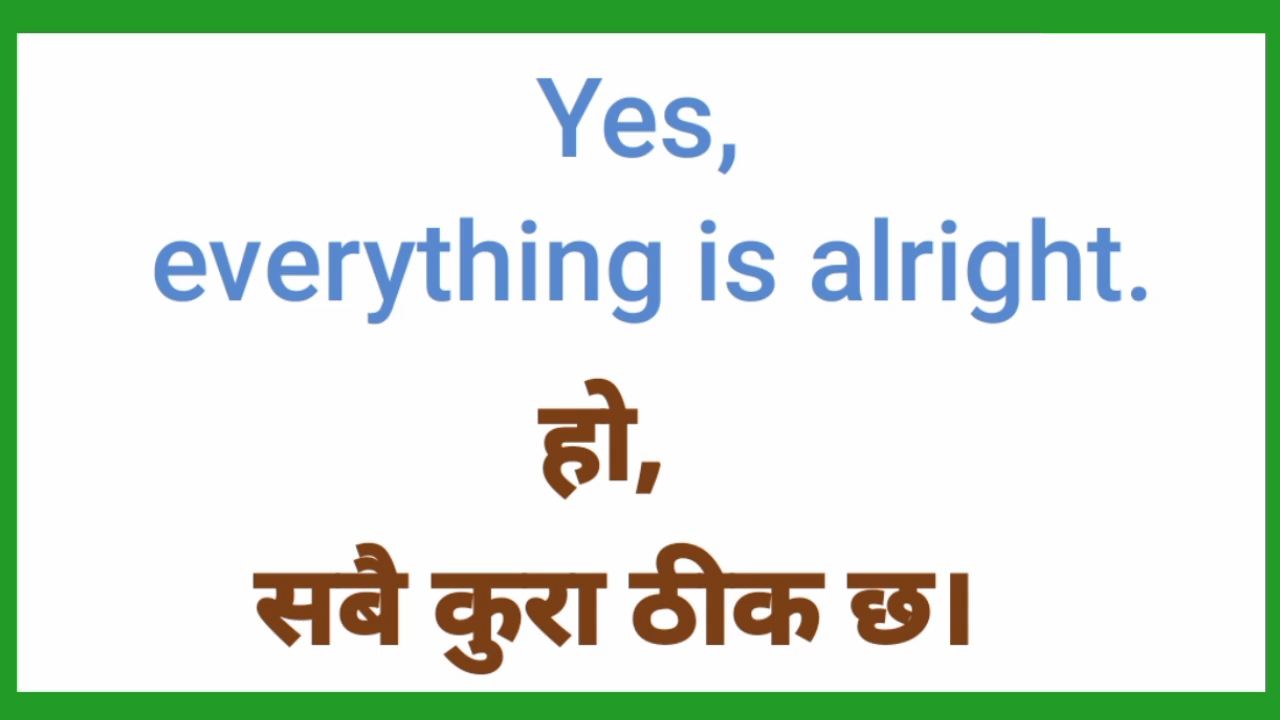 Yes,
everything is alright.
हो,
सबै कुरा ठीक छ।